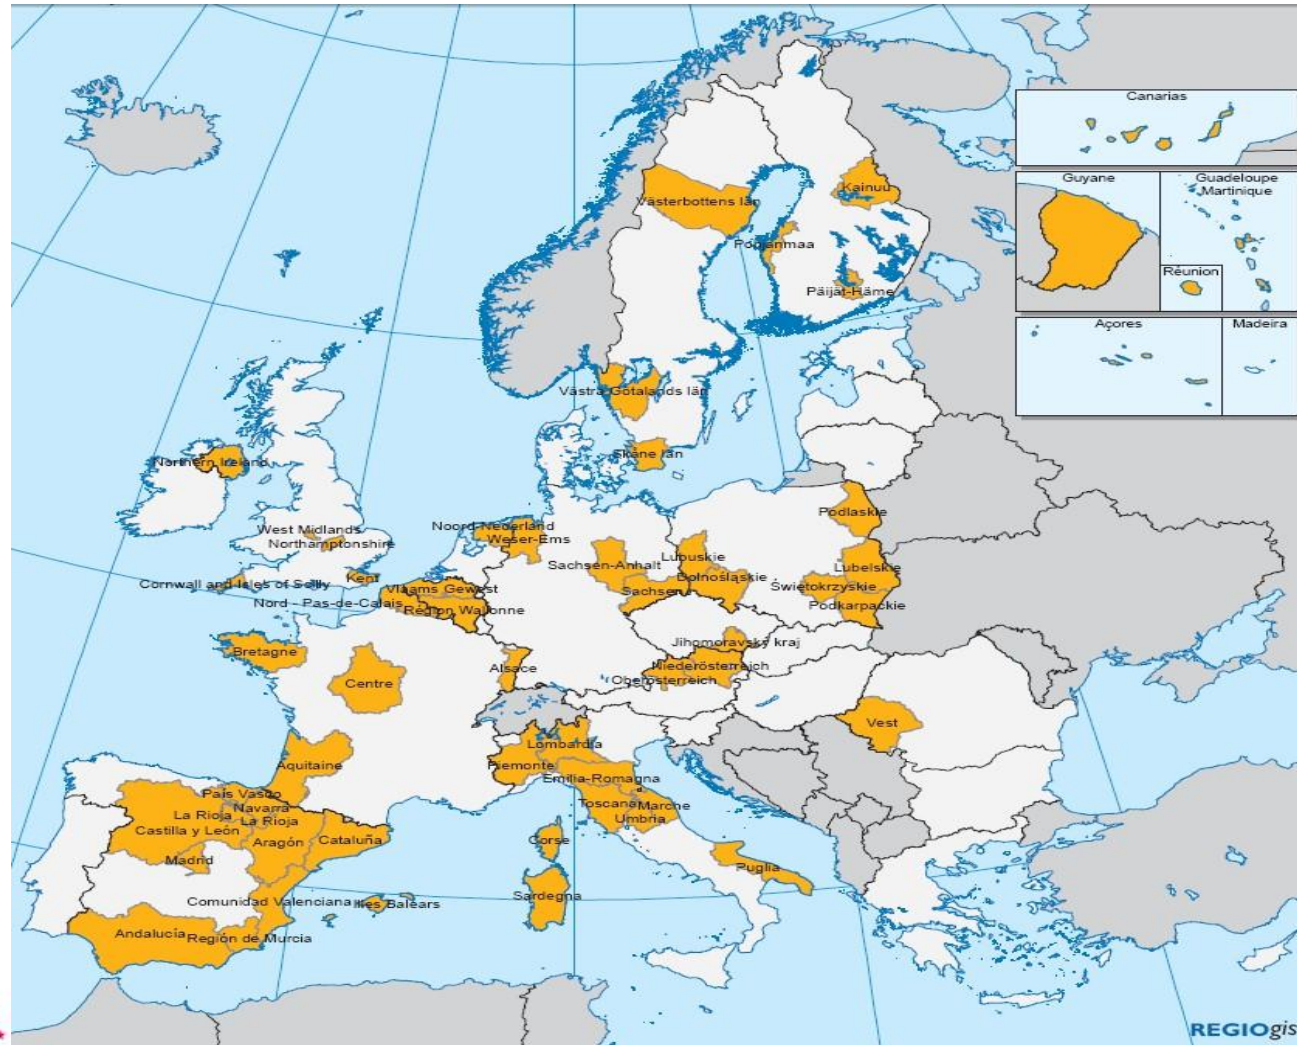 Canarias
Guyane
Guadeloupe
Martinique
Réunion
Açores
Madeira
Kainuu
Västerbottens län
Popjanmaa
Päijät-Häme
Västra Götalands län
Skåne län
Northern Ireland
West Midlands
Northamptonshire
Cornwall and Isles of Scilly
Kent
Noord-Nederland
Weser-Ems
Vlaams Gewest
Nord - Pas-de-Calais
Région Wallonne
Sachsen-Anhalt
Sachsen
Lubuskie
Dolnośląskie
Podlaskie
Lubelskie
Świętokrzyskie
Podkarpackie
Jihomoravský kraj
Niederösterreich
Oberösterreich
Bretagne
Centre
Alsace
Aquitaine
Vest
Lombardia
Piemonte
Emilia-Romagna
Toscana
Marche
Umbria
Puglia
Corse
Sardegna
País Vasco
Navarra
La Rioja
La Rioja
Castilla y León
Aragón
Cataluña
Madrid
Comunidad Valenciana
Illes Balears
Andalucía
Región de Murcia
REGIOgis